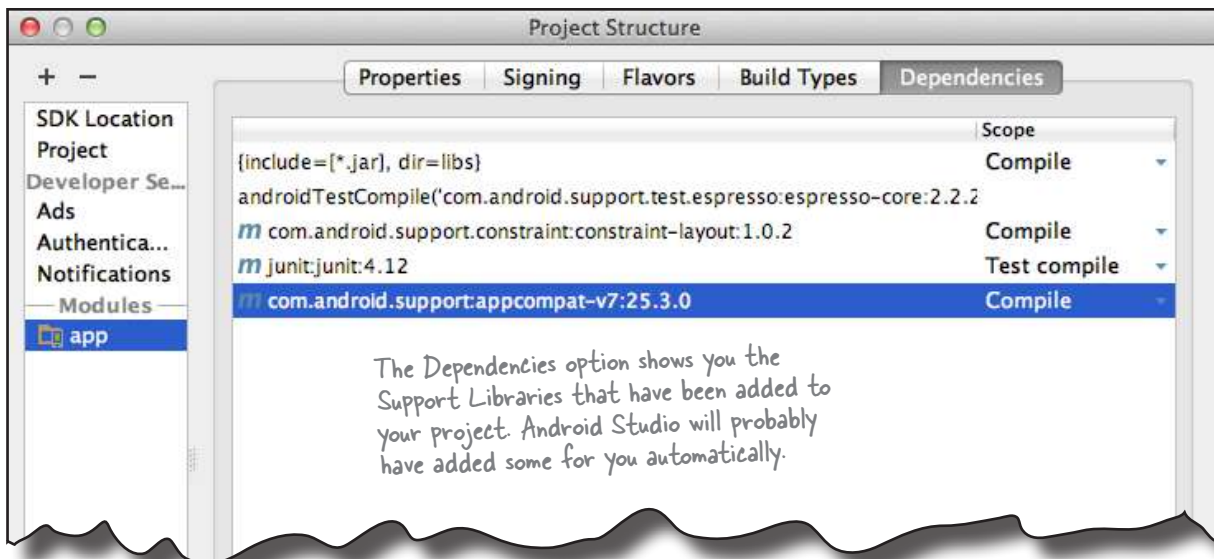 Project Structure
+ −
Properties Signing Flavors Build Types Dependencies
SDK Location
Project
Developer Se...
Ads
Authentica...
Notifications
Modules
app
Scope
{include=[*.jar], dir=libs} Compile
androidTestCompile('com.android.support.test.espresso:espresso-core:2.2.2
m com.android.support.constraint:constraint-layout:1.0.2 Compile
m junit:junit:4.12 Test compile
m com.android.support:appcompat-v7:25.3.0 Compile
The Dependencies option shows you the
Support Libraries that have been added to
your project. Android Studio will probably
have added some for you automatically.